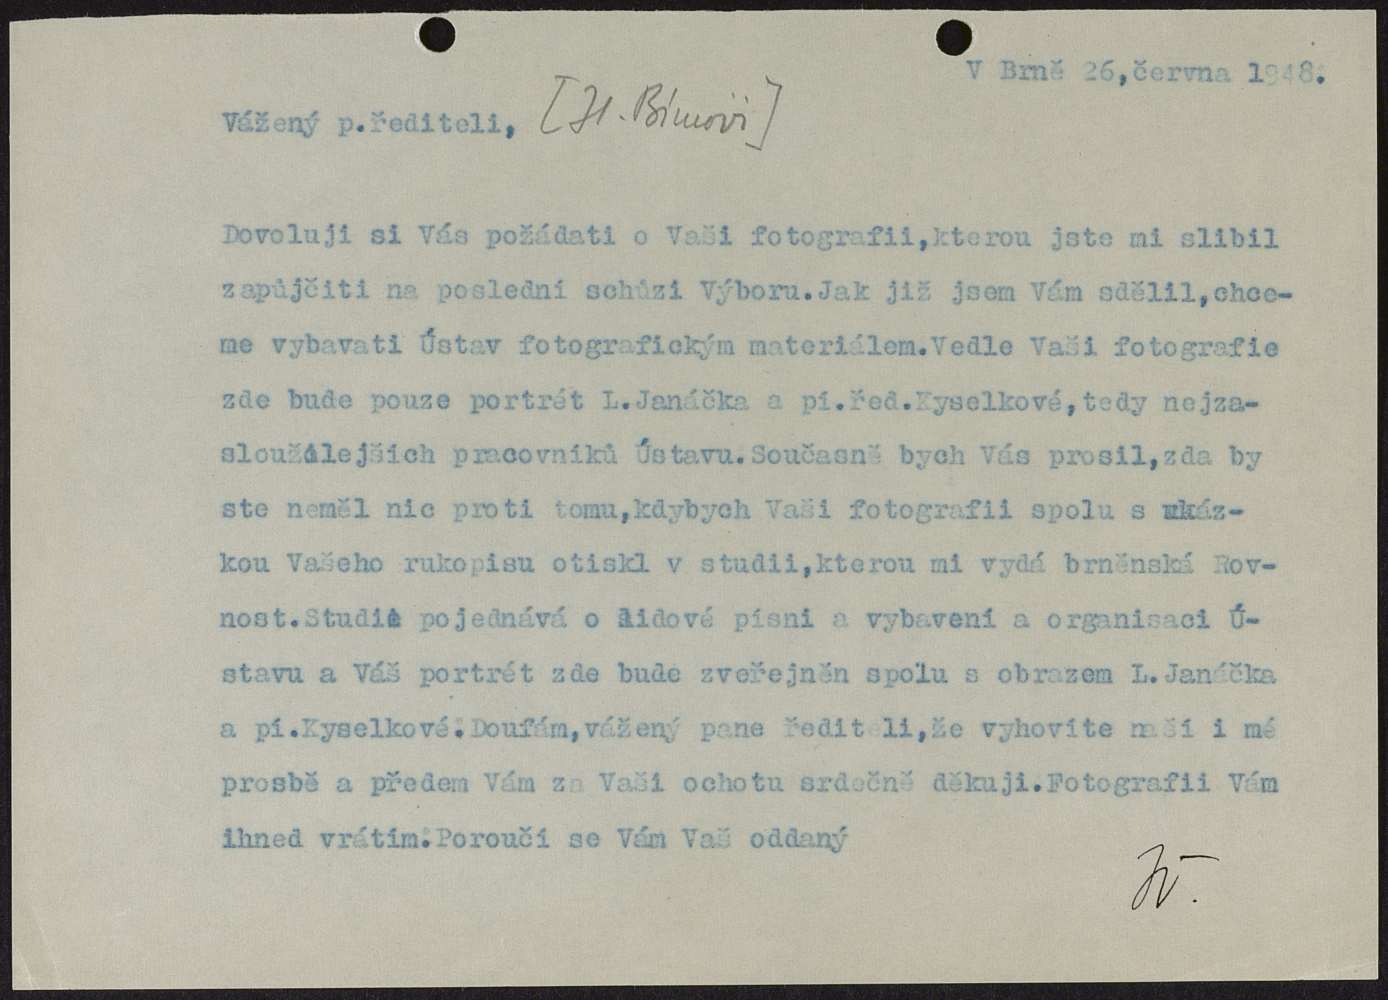 V Brně 26,června 1948.
Vážený p.řediteli, [H. Bímovi]
Dovoluji si Vás požádati o Vaši fotografii,kterou jste mi slibil
zapůjčiti na poslední schůzi Výboru.Jak již jsem Vám sdělil,chce-
me vybavati Ústav fotografickým materiálem.Vedle Vaši fotografie
zde bude pouze portrét L.Janáčka a pí.řed.Kyselkové,tedy nejza-
sloužilejších pracovníků Ústavu.Současně bych Vás prosil,zda by
ste neměl nic proti tomu,kdybych Vaši fotografii spolu s ukáz-
kou Vašeho rukopisu otiskl v studii,kterou mi vydá brněnská Rov-
nost.Studie pojednává o lidové písni a vybavení a organisaci Ú-
stavu a Váš portrét zde bude zveřejněn spolu s obrazem L.Janáčka
a pí.Kyselkové.Doufám,vážený pane řediteli,že vyhovíte naší i mé
prosbě a předem Vám za Vaši ochotu srdečně děkuji.Fotografii Vám
ihned vrátím.Poroučí se Vám Vaš oddaný